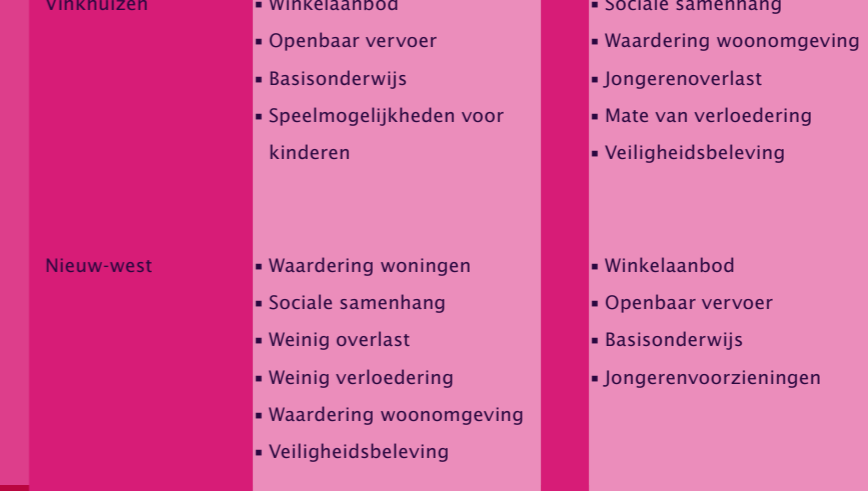 Vinkhuizen
▪ Winkelaanbod
▪ Openbaar vervoer
▪ Basisonderwijs
▪ Speelmogelijkheden voor
kinderen
▪ Sociale samenhang
▪ Waardering woonomgeving
▪ Jongerenoverlast
▪ Mate van verloedering
▪ Veiligheidsbeleving
Nieuw-west
▪ Waardering woningen
▪ Sociale samenhang
▪ Weinig overlast
▪ Weinig verloedering
▪ Waardering woonomgeving
▪ Veiligheidsbeleving
▪ Winkelaanbod
▪ Openbaar vervoer
▪ Basisonderwijs
▪ Jongerenvoorzieningen